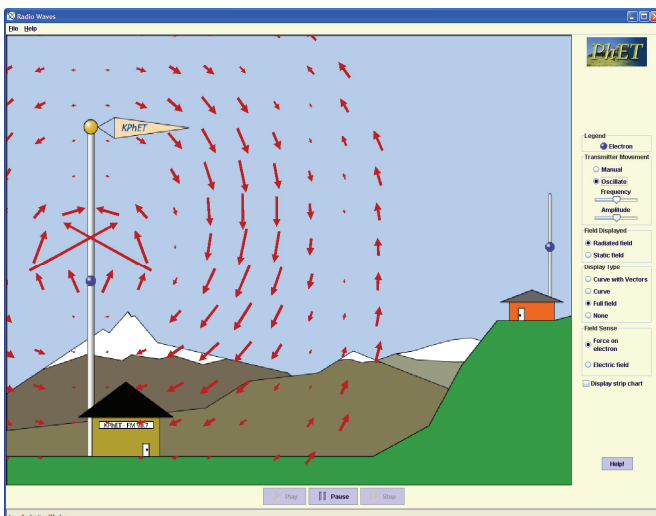 Radio Waves
File Help
PhET
KPhET
Legend
Electron
Transmitter Movement
Manual
Oscillate
Frequency
Amplitude
Field Displayed
Radiated field
Static field
Display Type
Curve with Vectors
Curve
Full field
None
Field Sense
Force on
electron
Electric field
Display strip chart
Help!
Play Pause Step